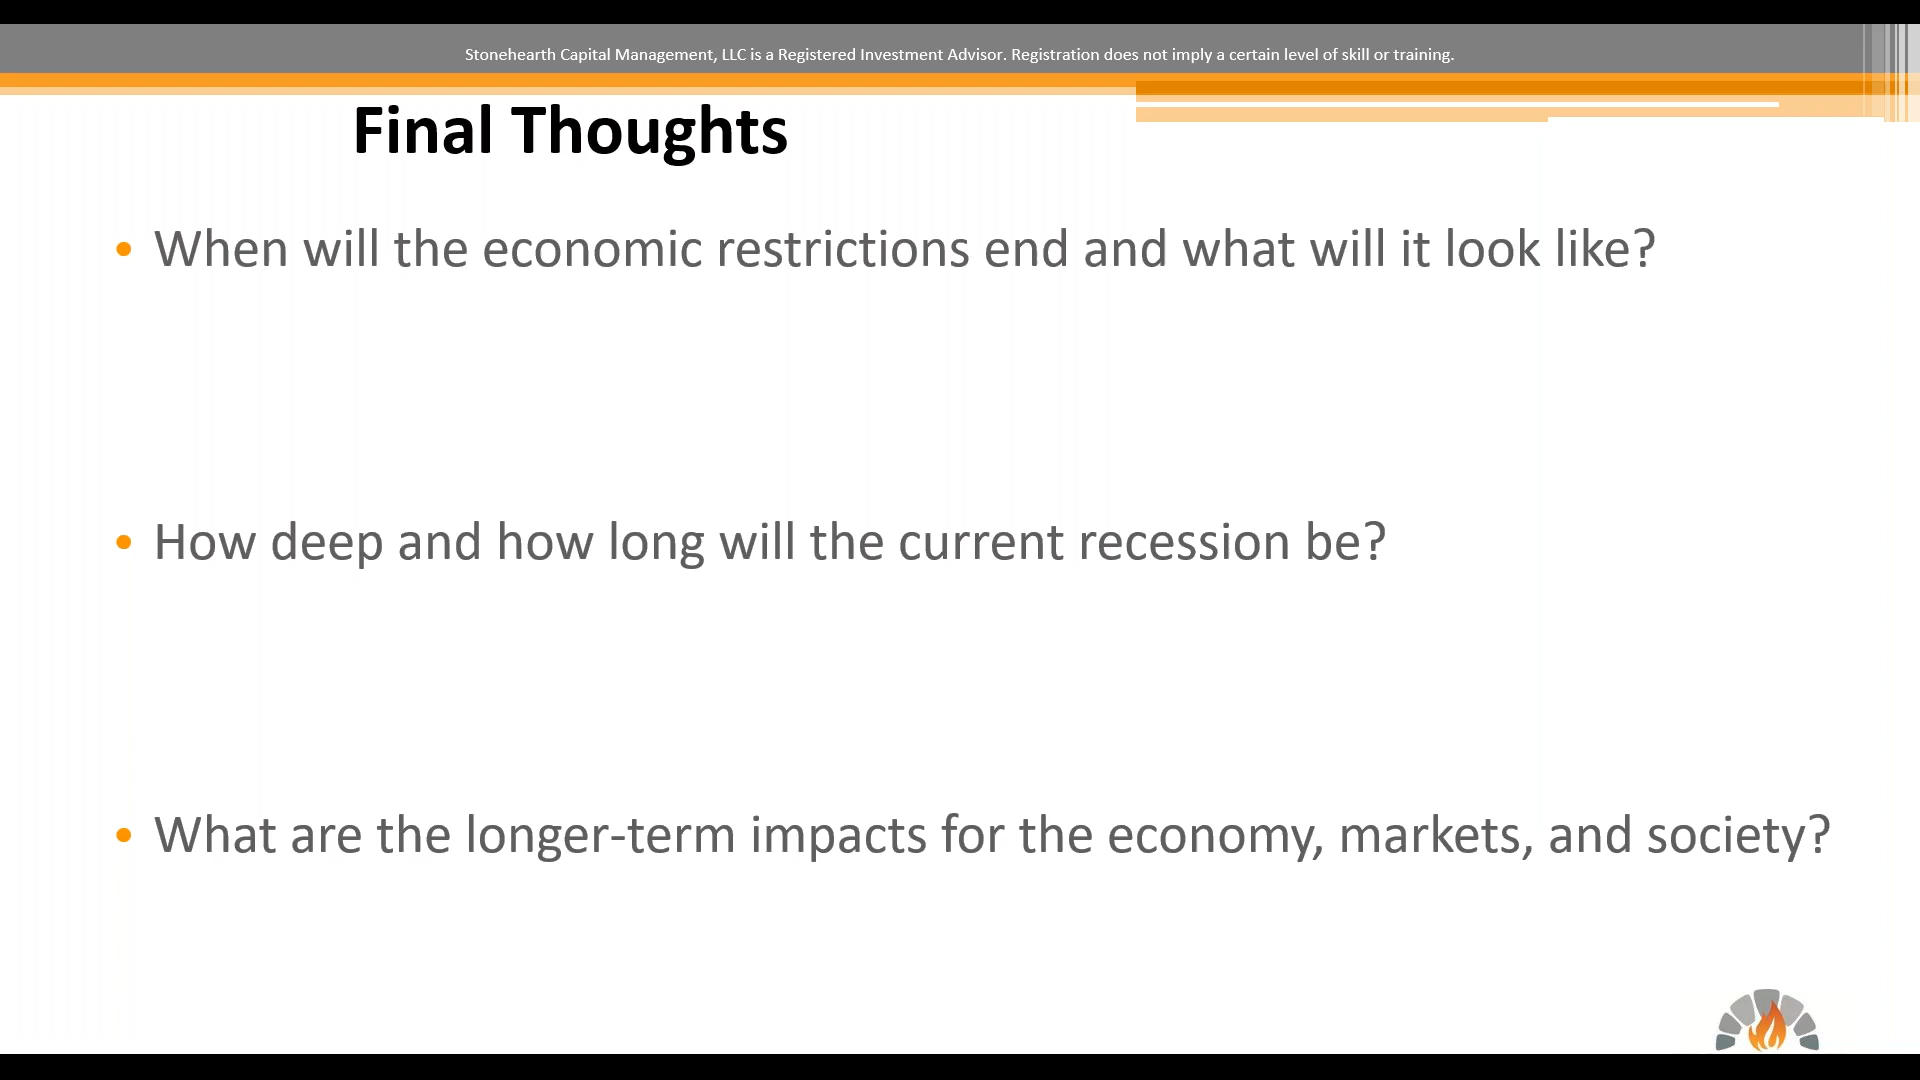 Stonehearth Capital Management, LLC is a Registered Investment Advisor. Registration does not imply a certain level of skill or training.
Final Thoughts
• When will the economic restrictions end and what will it look like?
• How deep and how long will the current recession be?
• What are the longer-term impacts for the economy, markets, and society?